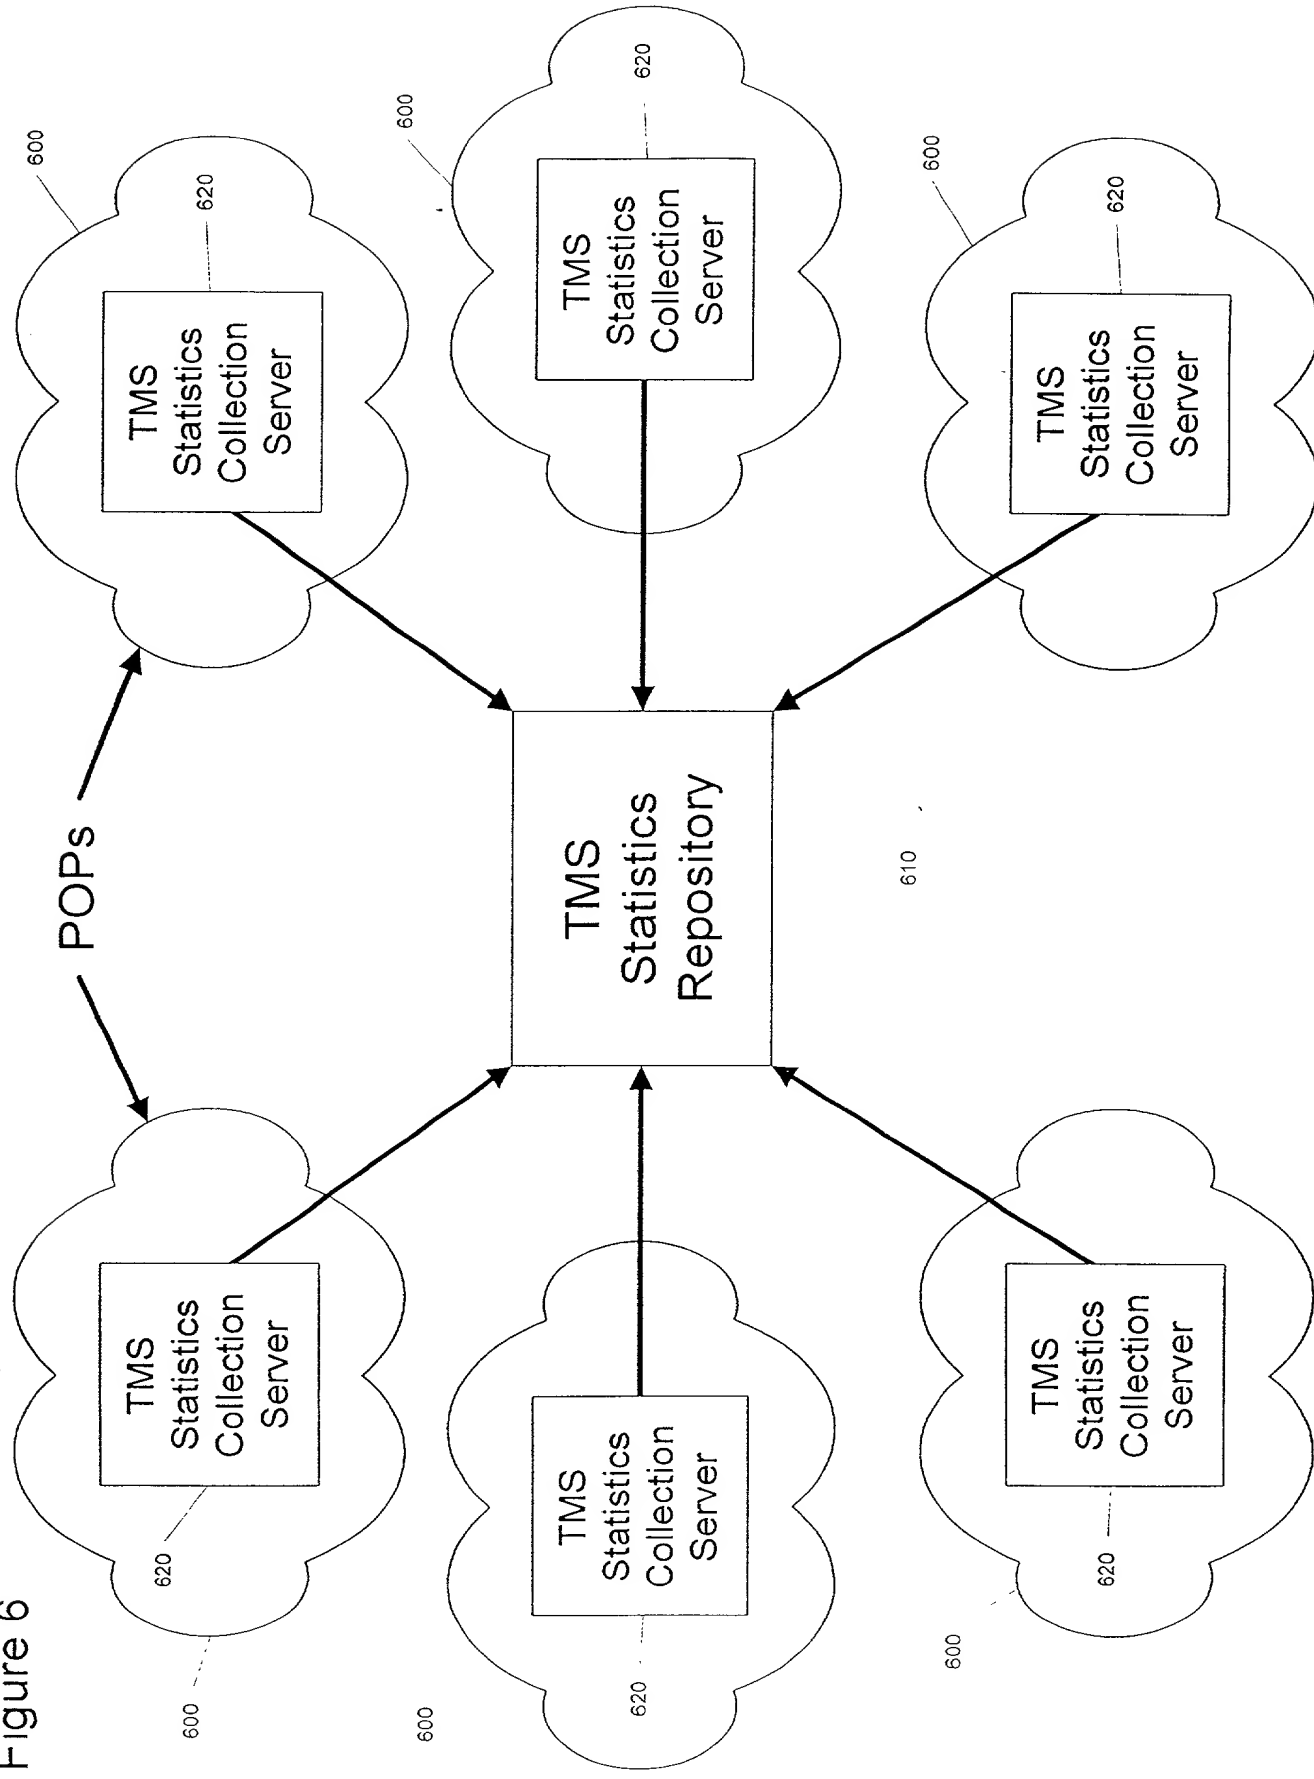 Figure 6
600
620
TMS
Statistics
Collection
Server
POPs
600
620
TMS
Statistics
Collection
Server
600
620
TMS
Statistics
Collection
Server
TMS
Statistics
Repository
610
600
620
TMS
Statistics
Collection
Server
600
620
TMS
Statistics
Collection
Server
600
620
TMS
Statistics
Collection
Server